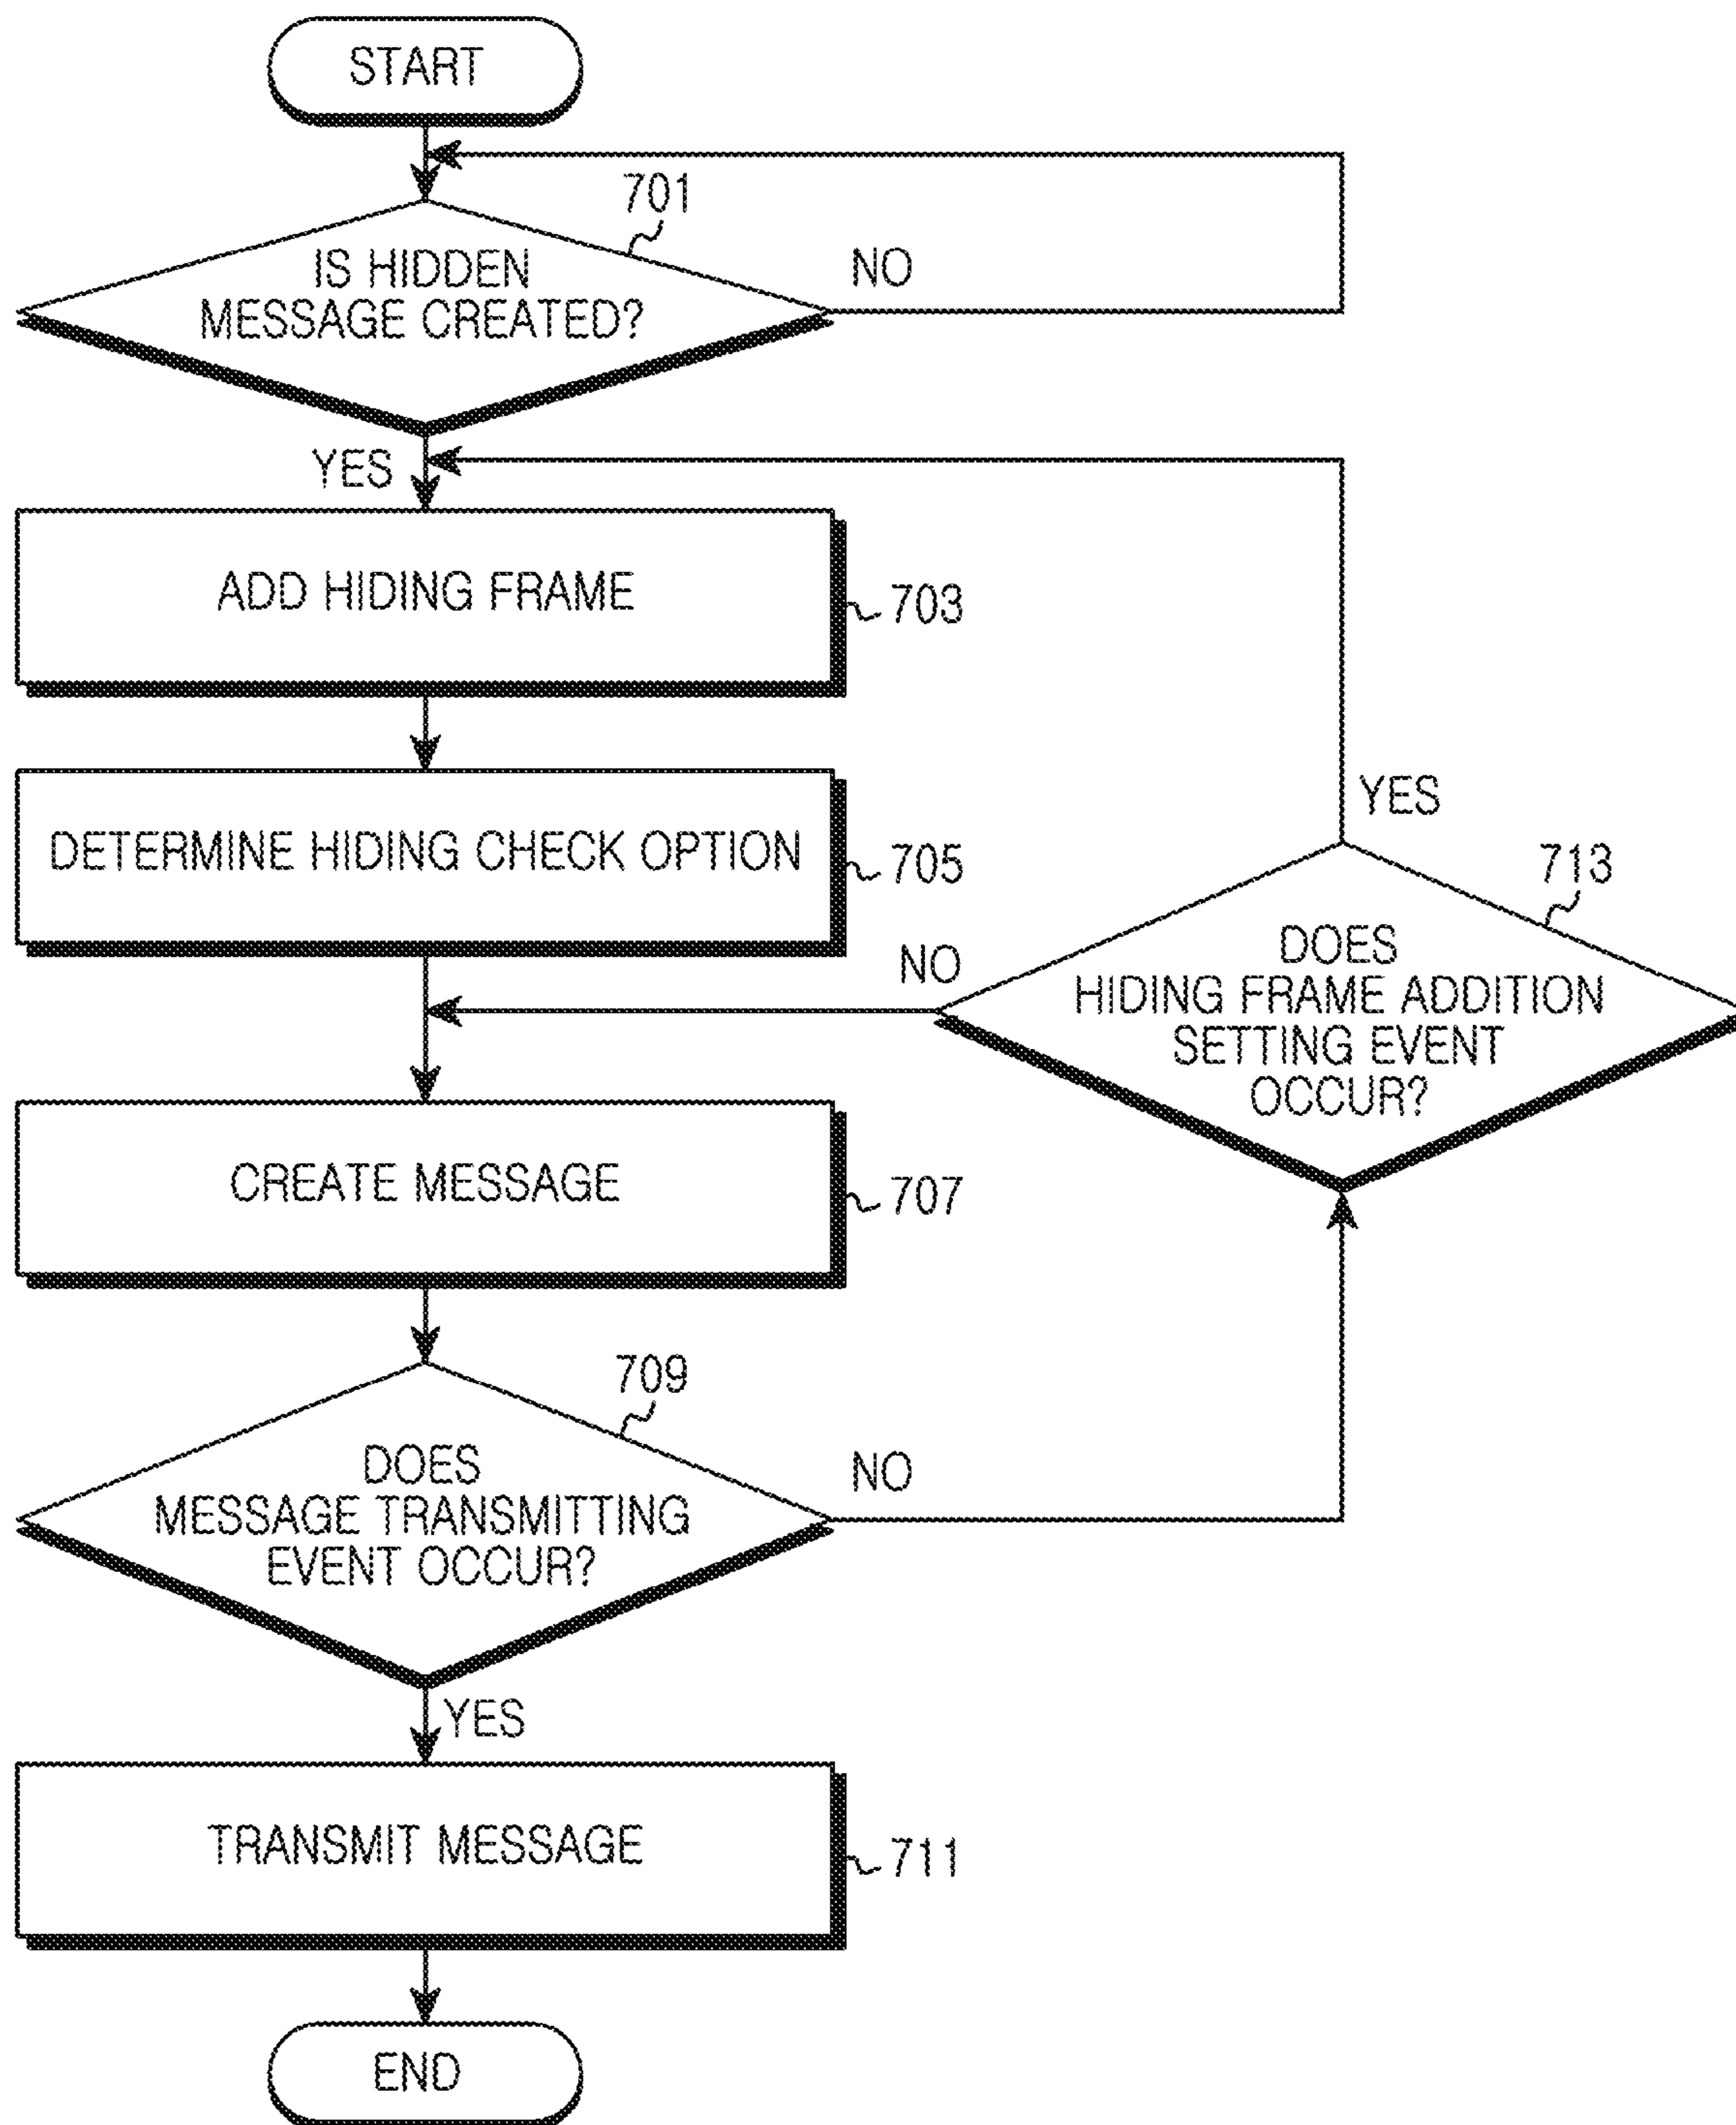 START
701
IS HIDDEN
MESSAGE CREATED?
NO
YES
ADD HIDING FRAME
703
DETERMINE HIDING CHECK OPTION
705
YES
713
NO
DOES
HIDING FRAME ADDITION
SETTING EVENT
OCCUR?
CREATE MESSAGE
707
709
DOES
MESSAGE TRANSMITTING
EVENT OCCUR?
NO
YES
TRANSMIT MESSAGE
711
END